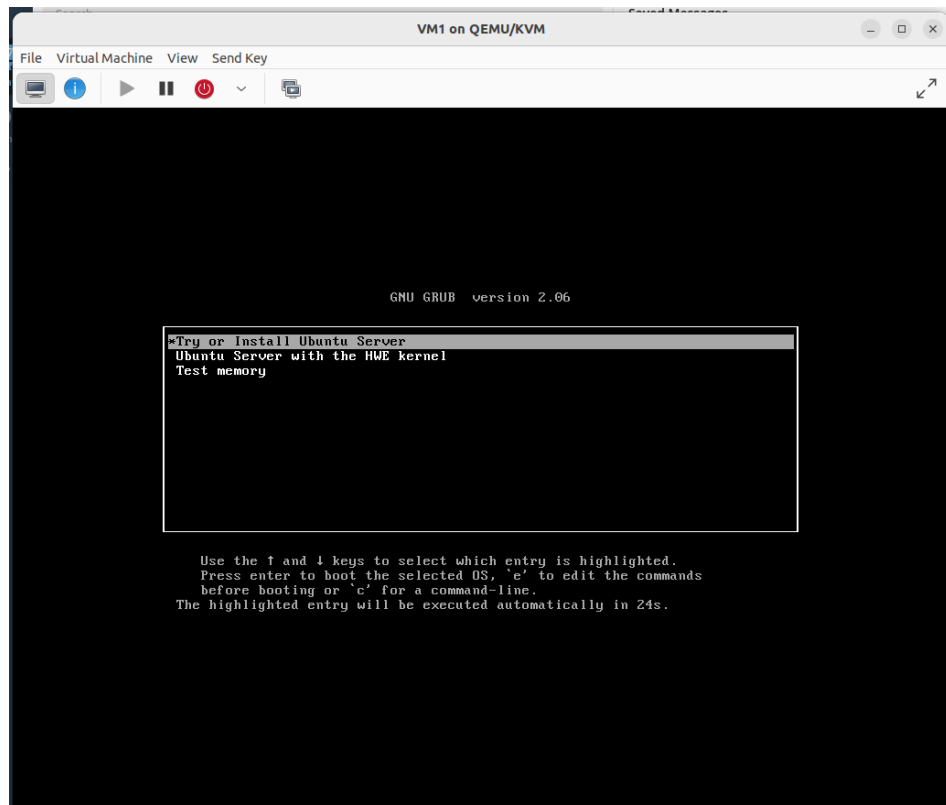 VM1 on QEMU/KVM
File Virtual Machine View Send Key
GNU GRUB version 2.06
*Try or Install Ubuntu Server
Ubuntu Server with the HWE kernel
Test memory
Use the ↑ and ↓ keys to select which entry is highlighted.
Press enter to boot the selected OS, `e' to edit the commands
before booting or `c' for a command-line.
The highlighted entry will be executed automatically in 24s.